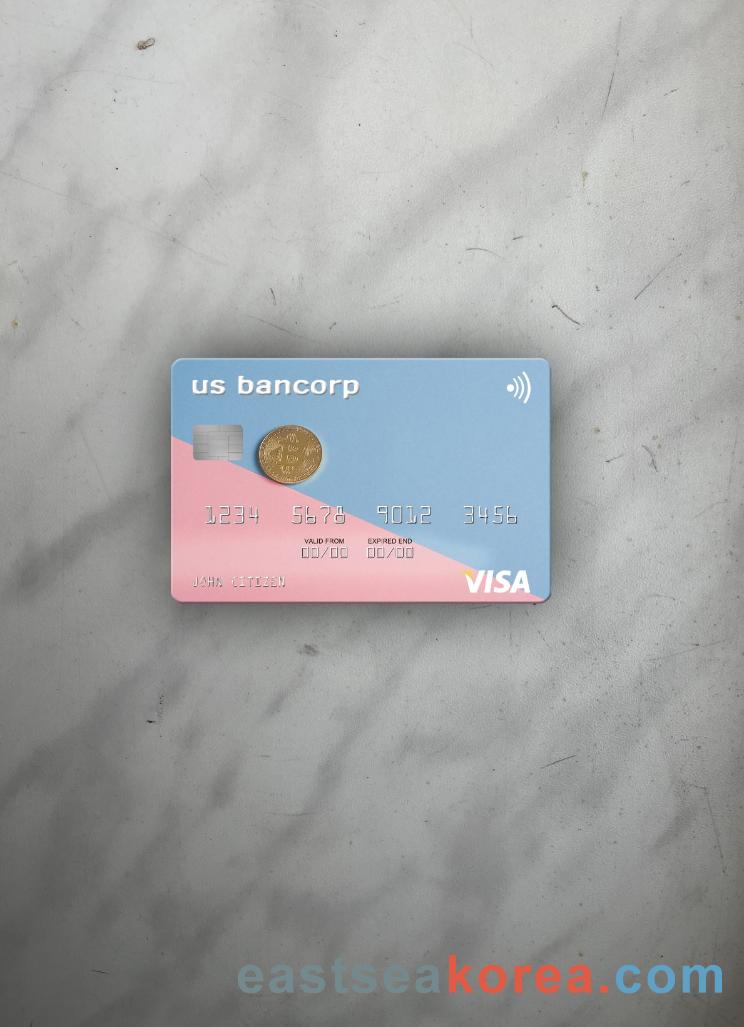 us bancorp
1234 5678 9012 3456
VALID FROM EXPIRED END
00/00 00/00
JOHN CITIZEN
VISA
eastseakorea.com